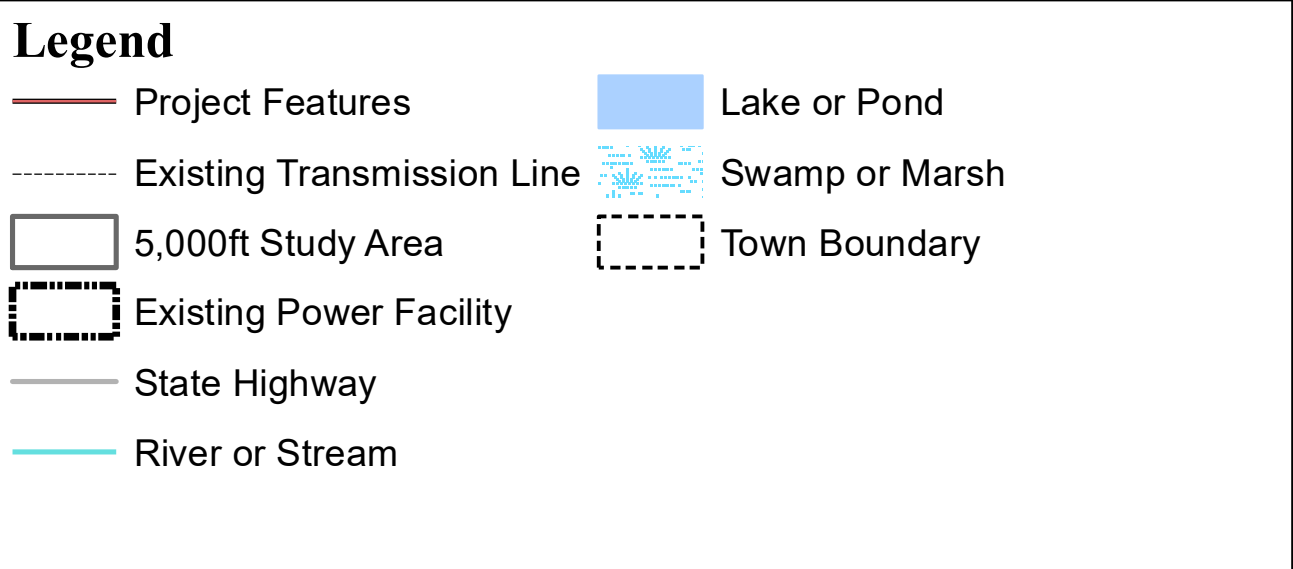 Legend
Project Features
Existing Transmission Line
5,000ft Study Area
Existing Power Facility
State Highway
River or Stream
Lake or Pond
Swamp or Marsh
Town Boundary